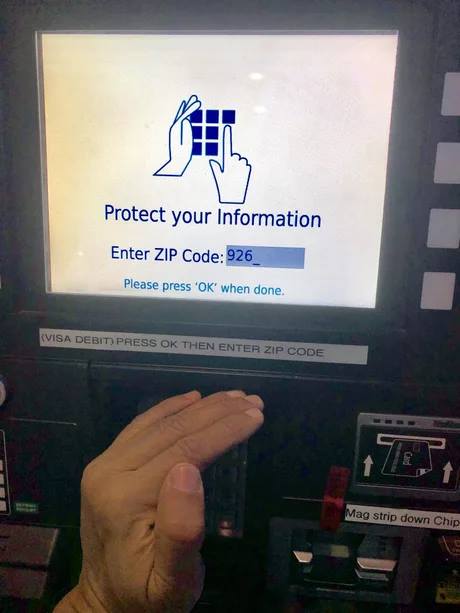 Protect your Information
Enter ZIP Code: 926_
Please press 'OK' when done.
(VISA DEBIT) PRESS OK THEN ENTER ZIP CODE
Card
Mag strip down Chip